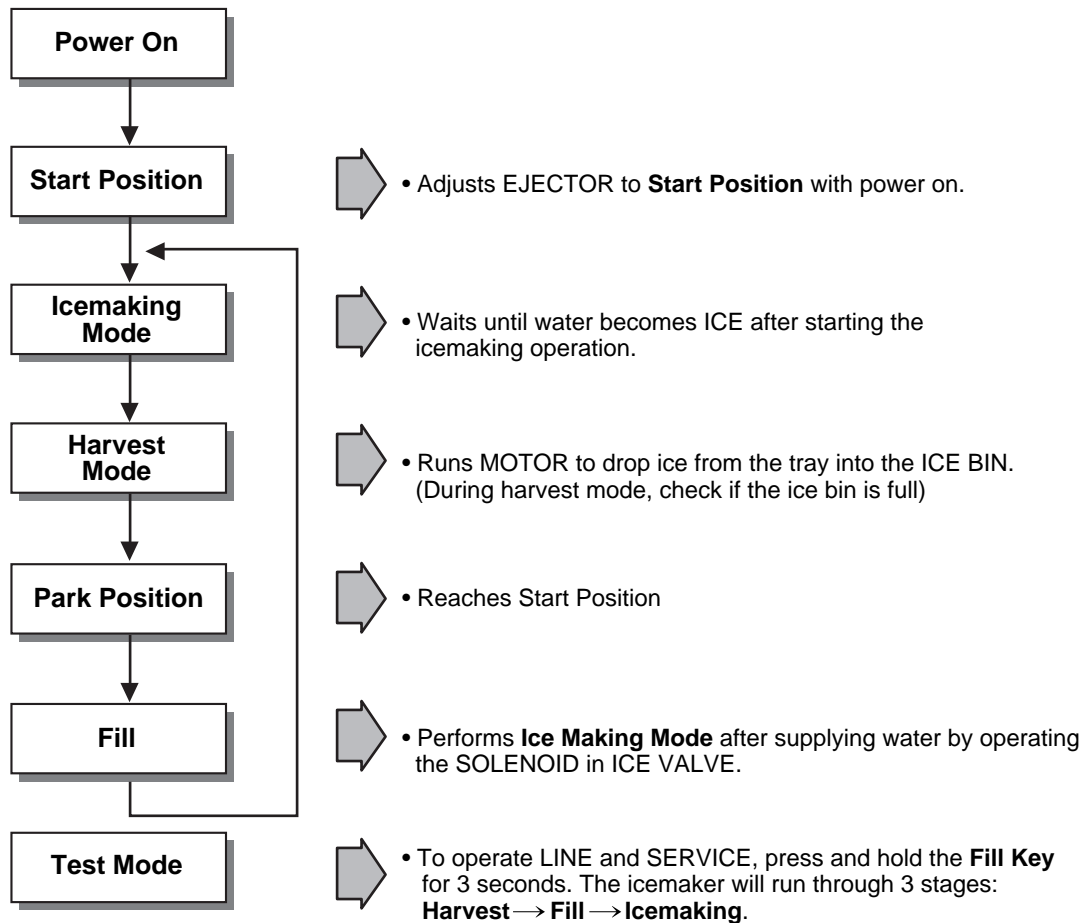 Power On
Start Position
• Adjusts EJECTOR to Start Position with power on.
Icemaking
Mode
• Waits until water becomes ICE after starting the
icemaking operation.
Harvest
Mode
• Runs MOTOR to drop ice from the tray into the ICE BIN.
(During harvest mode, check if the ice bin is full)
Park Position
• Reaches Start Position
Fill
• Performs Ice Making Mode after supplying water by operating
the SOLENOID in ICE VALVE.
Test Mode
• To operate LINE and SERVICE, press and hold the Fill Key
for 3 seconds. The icemaker will run through 3 stages:
Harvest → Fill → Icemaking.